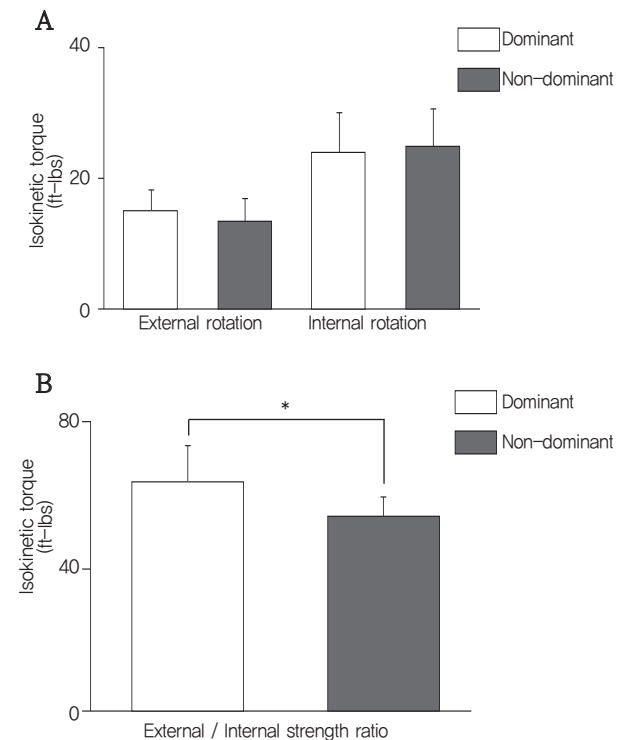 A
Dominant
Non-dominant
Isokinetic torque
(ft-lbs)
40
20
0
External rotation
Internal rotation
B
Dominant
Non-dominant
Isokinetic torque
(ft-lbs)
80
40
0
*
External / Internal strength ratio